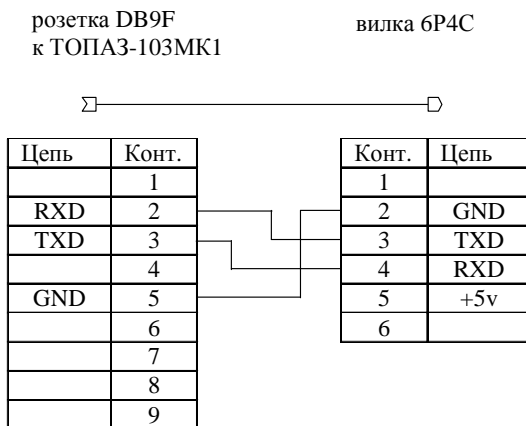 розетка DB9F
к ТОПАЗ-103МК1
вилка 6P4C
Цепь Конт.
1
RXD 2
TXD 3
4
GND 5
6
7
8
9
Конт. Цепь
1
2 GND
3 TXD
4 RXD
5 +5v
6